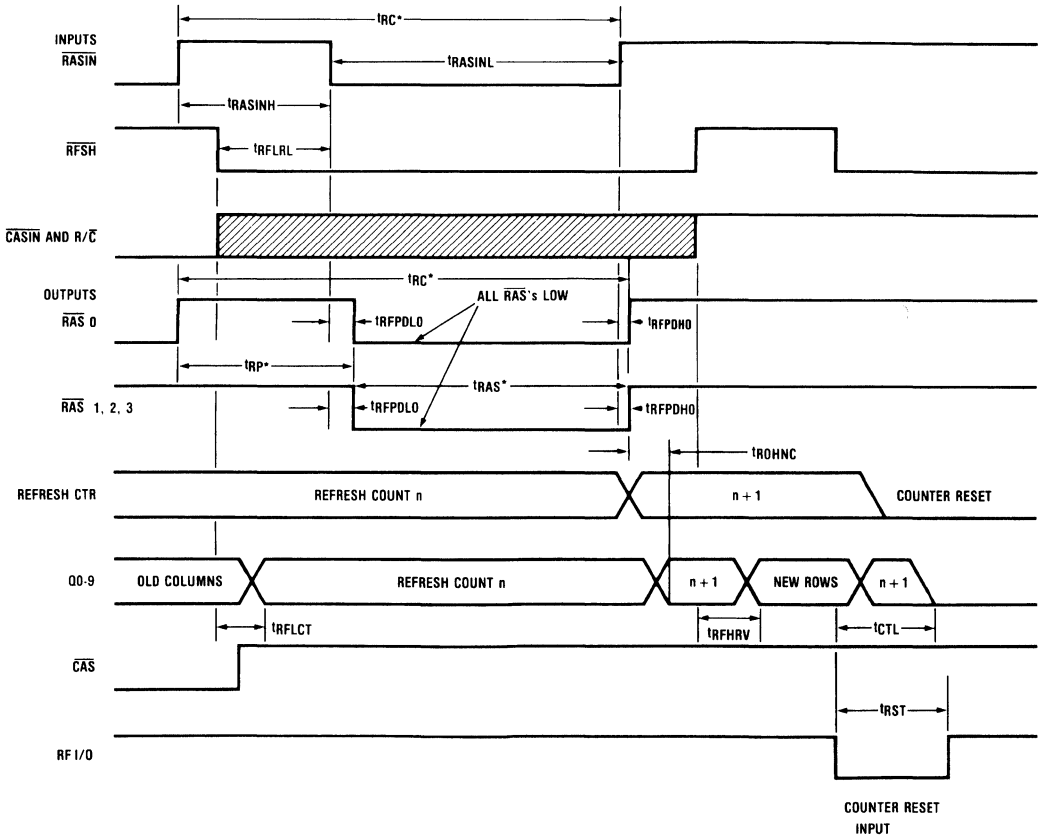 tRC*
INPUTS
RASIN
tRASINL
tRASINH
RFSH
tRFLRL
CASIN AND R/C
tRC*
OUTPUTS
ALL RAS's LOW
RAS 0
tRFPDL0
tRFPDH0
tRP*
tRAS*
RAS 1, 2, 3
tRFPDL0
tRFPDH0
tROHNC
REFRESH CTR
REFRESH COUNT n
n + 1
COUNTER RESET
Q0-9
OLD COLUMNS
REFRESH COUNT n
n + 1
NEW ROWS
n + 1
tRFLCT
tRFHRV
tCTL
CAS
tRST
RF I/O
COUNTER RESET
INPUT